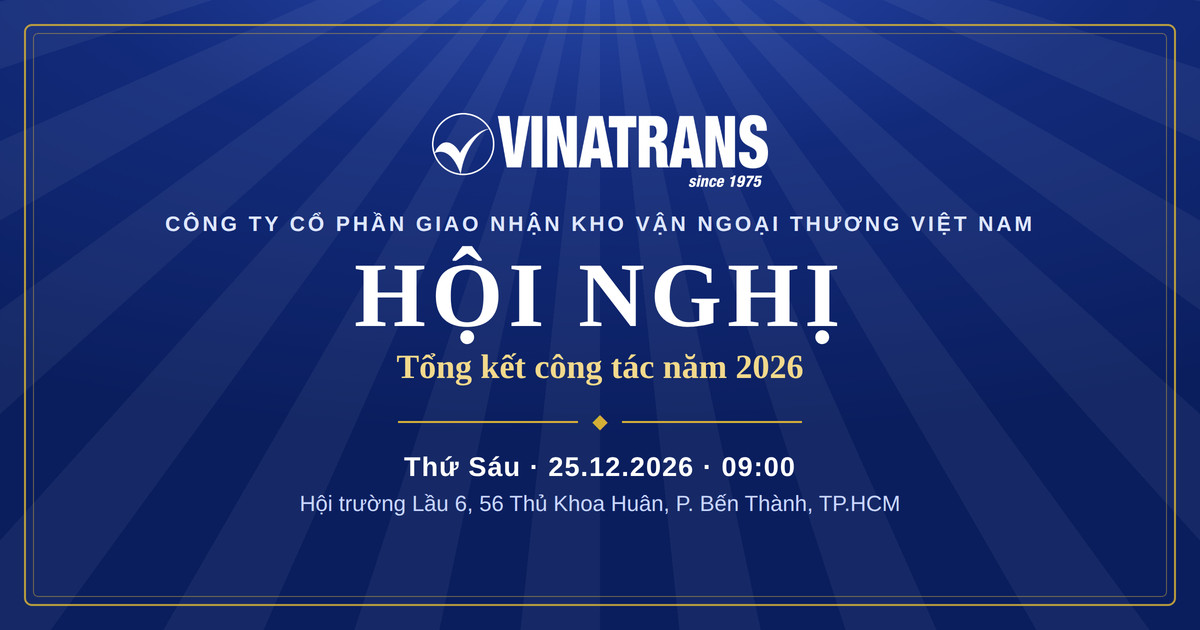 VINATRANS
since 1975
CÔNG TY CỔ PHẦN GIAO NHẬN KHO VẬN NGOẠI THƯƠNG VIỆT NAM
HỘI NGHỊ
Tổng kết công tác năm 2026
Thứ Sáu · 25.12.2026 · 09:00
Hội trường Lầu 6, 56 Thủ Khoa Huân, P. Bến Thành, TP.HCM